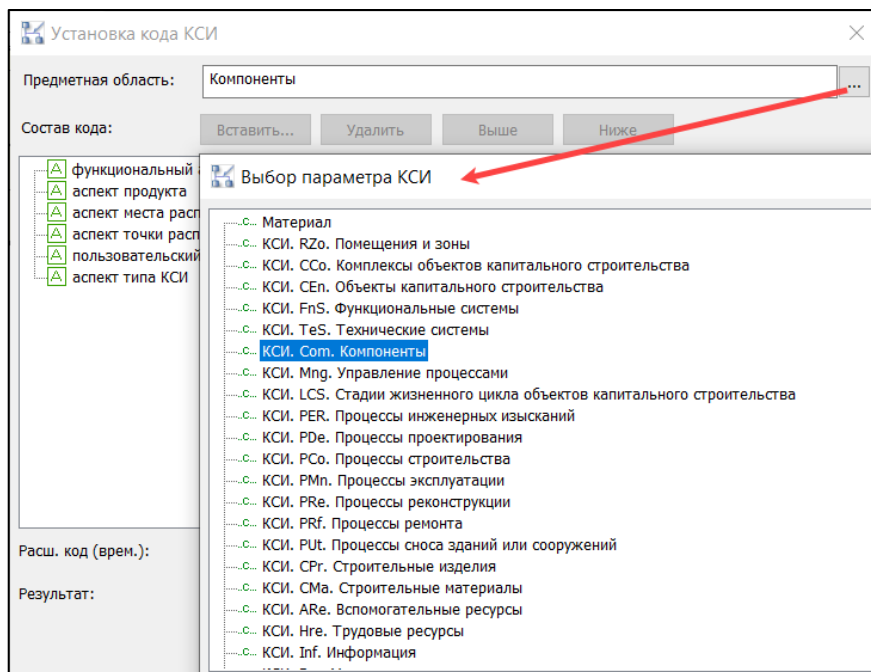 Установка кода КСИ
Предметная область:
Компоненты
...
Состав кода:
Вставить...
Удалить
Выше
Ниже
функциональный
аспект продукта
аспект места расп
аспект точки расп
пользовательский
аспект типа КСИ
Расш. код (врем.):
Результат:
Выбор параметра КСИ
Материал
КСИ. RZo. Помещения и зоны
КСИ. CCo. Комплексы объектов капитального строительства
КСИ. CEn. Объекты капитального строительства
КСИ. FnS. Функциональные системы
КСИ. TeS. Технические системы
КСИ. Com. Компоненты
КСИ. Mng. Управление процессами
КСИ. LCS. Стадии жизненного цикла объектов капитального строительства
КСИ. PER. Процессы инженерных изысканий
КСИ. PDe. Процессы проектирования
КСИ. PCo. Процессы строительства
КСИ. PMn. Процессы эксплуатации
КСИ. PRe. Процессы реконструкции
КСИ. PRf. Процессы ремонта
КСИ. PUt. Процессы сноса зданий или сооружений
КСИ. CPr. Строительные изделия
КСИ. CMa. Строительные материалы
КСИ. ARe. Вспомогательные ресурсы
КСИ. Hre. Трудовые ресурсы
КСИ. Inf. Информация